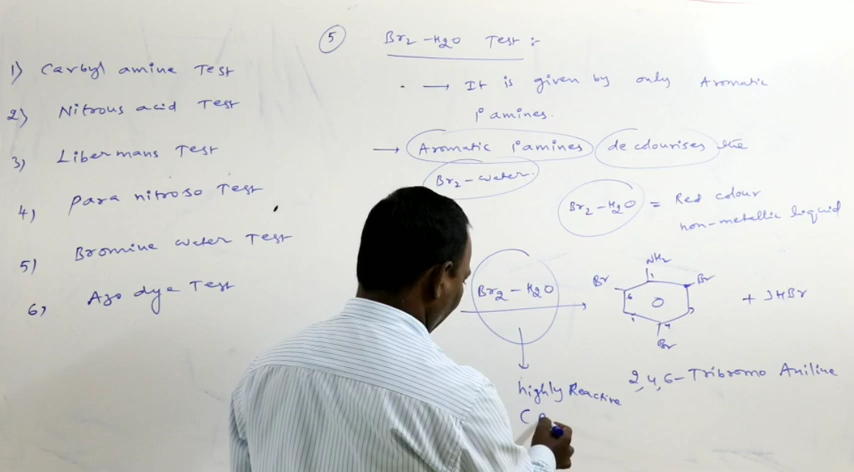 1) Carbyl amine Test
2) Nitrous acid Test
3) Libermans Test
4) Para nitroso Test
5) Bromine water Test
6) Azo dye Test
5 Br2-H2O Test :-
→ It is given by only Aromatic
1°amines.
→ Aromatic 1°amines decolourises the
Br2-water.
Br2-H2O = Red colour
non-metallic liquid
Br2-H2O
NH2
1
Br
Br
6
4
Br
+ 3HBr
2,4,6-Tribromo Aniline
highly Reactive
(